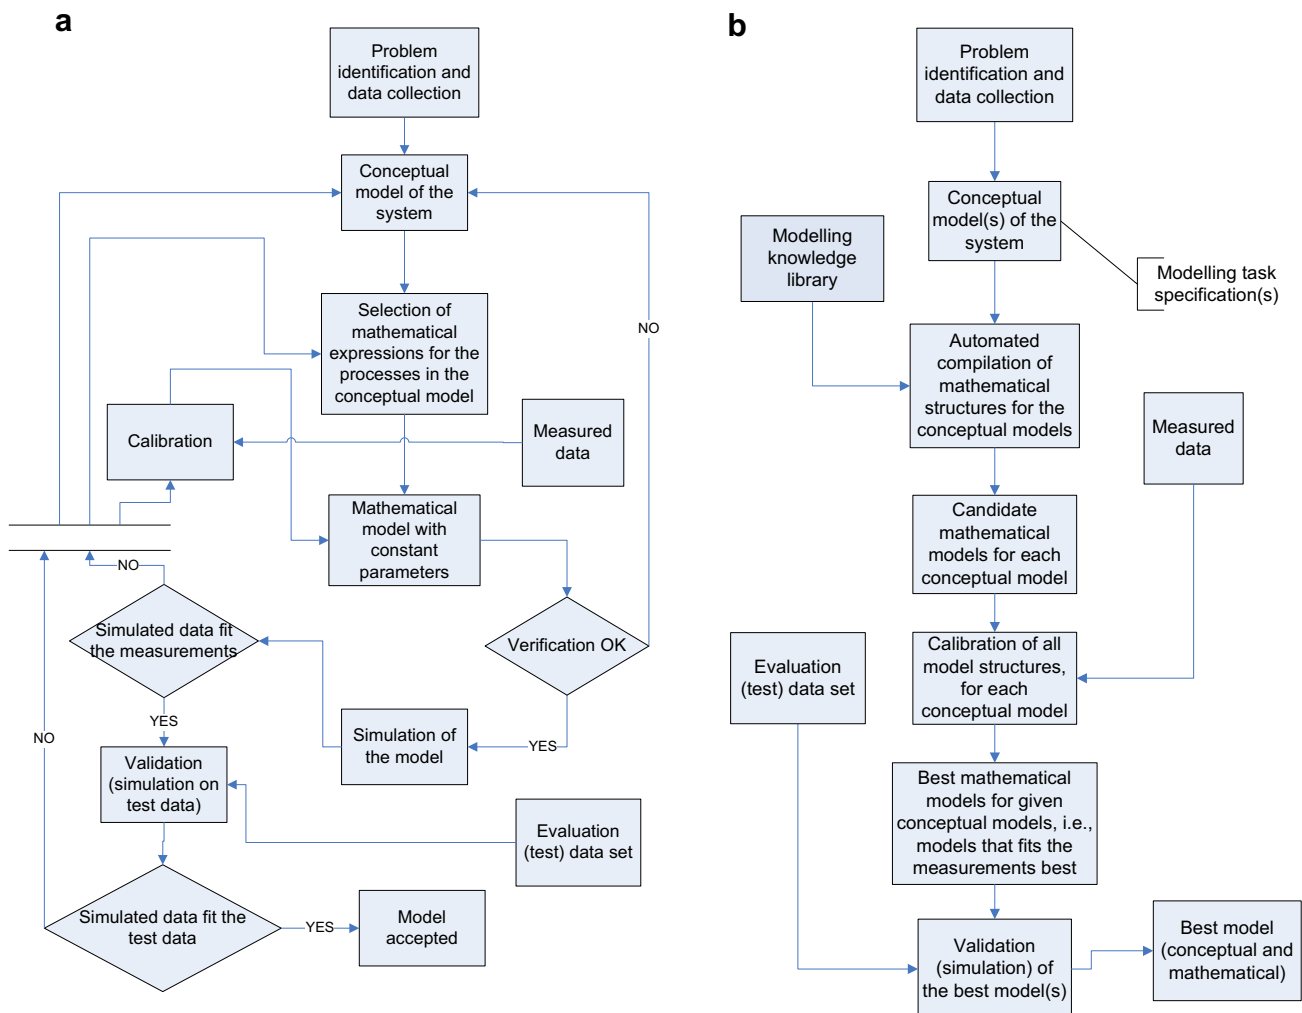 a
Problem
identification and
data collection
Conceptual
model of the
system
Selection of
mathematical
expressions for the
processes in the
conceptual model
NO
Calibration
Measured
data
Mathematical
model with
constant
parameters
NO
Simulated data fit
the measurements
Verification OK
YES
NO
Simulation of
the model
YES
Validation
(simulation on
test data)
Evaluation
(test) data set
Simulated data fit the
test data
YES
Model
accepted
b
Problem
identification and
data collection
Conceptual
model(s) of the
system
Modelling
knowledge
library
Modelling task
specification(s)
Automated
compilation of
mathematical
structures for the
conceptual models
Measured
data
Candidate
mathematical
models for each
conceptual model
Calibration of all
model structures,
for each
conceptual model
Evaluation
(test) data set
Best mathematical
models for given
conceptual models, i.e.,
models that fits the
measurements best
Validation
(simulation) of
the best model(s)
Best model
(conceptual and
mathematical)